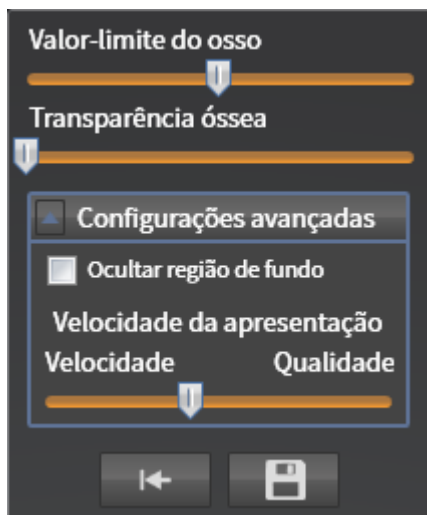 Valor-limite do osso
Transparência óssea
Configurações avançadas
Ocultar região de fundo
Velocidade da apresentação
Velocidade Qualidade